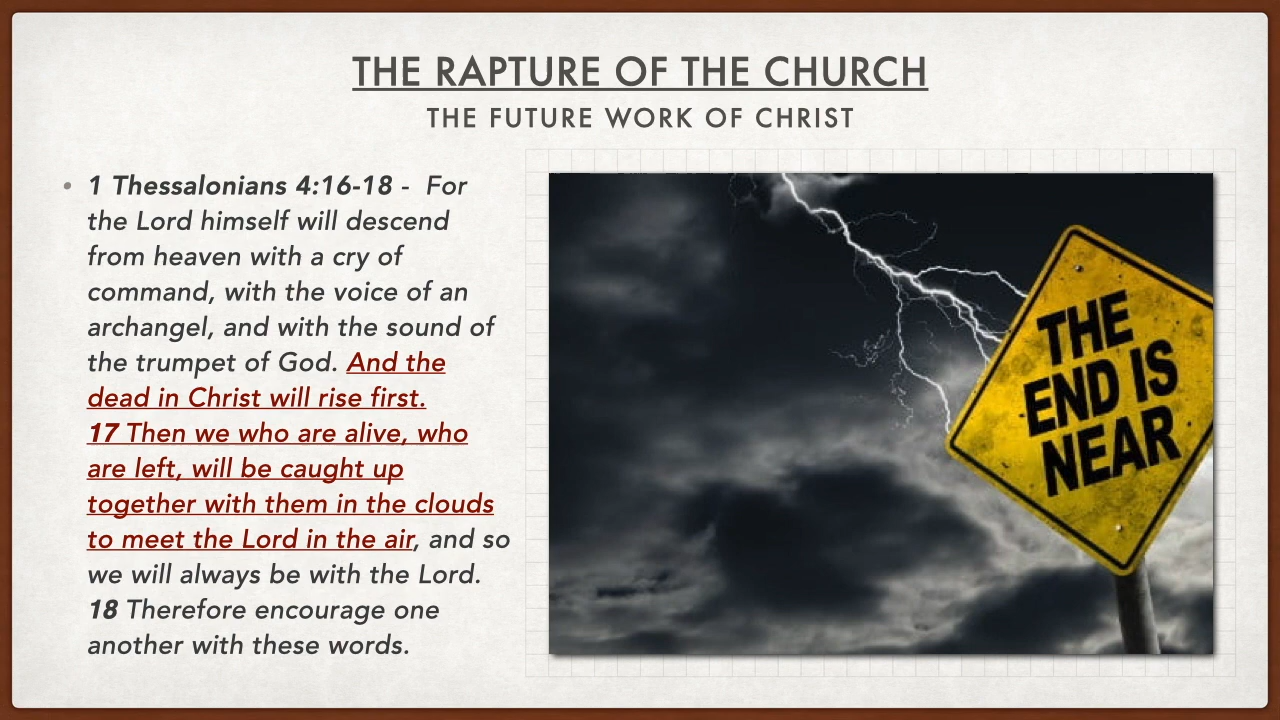 THE RAPTURE OF THE CHURCH
THE FUTURE WORK OF CHRIST
• 1 Thessalonians 4:16-18 -  For
the Lord himself will descend
from heaven with a cry of
command, with the voice of an
archangel, and with the sound of
the trumpet of God. And the
dead in Christ will rise first.
17 Then we who are alive, who
are left, will be caught up
together with them in the clouds
to meet the Lord in the air, and so
we will always be with the Lord.
18 Therefore encourage one
another with these words.
THE
END IS
NEAR